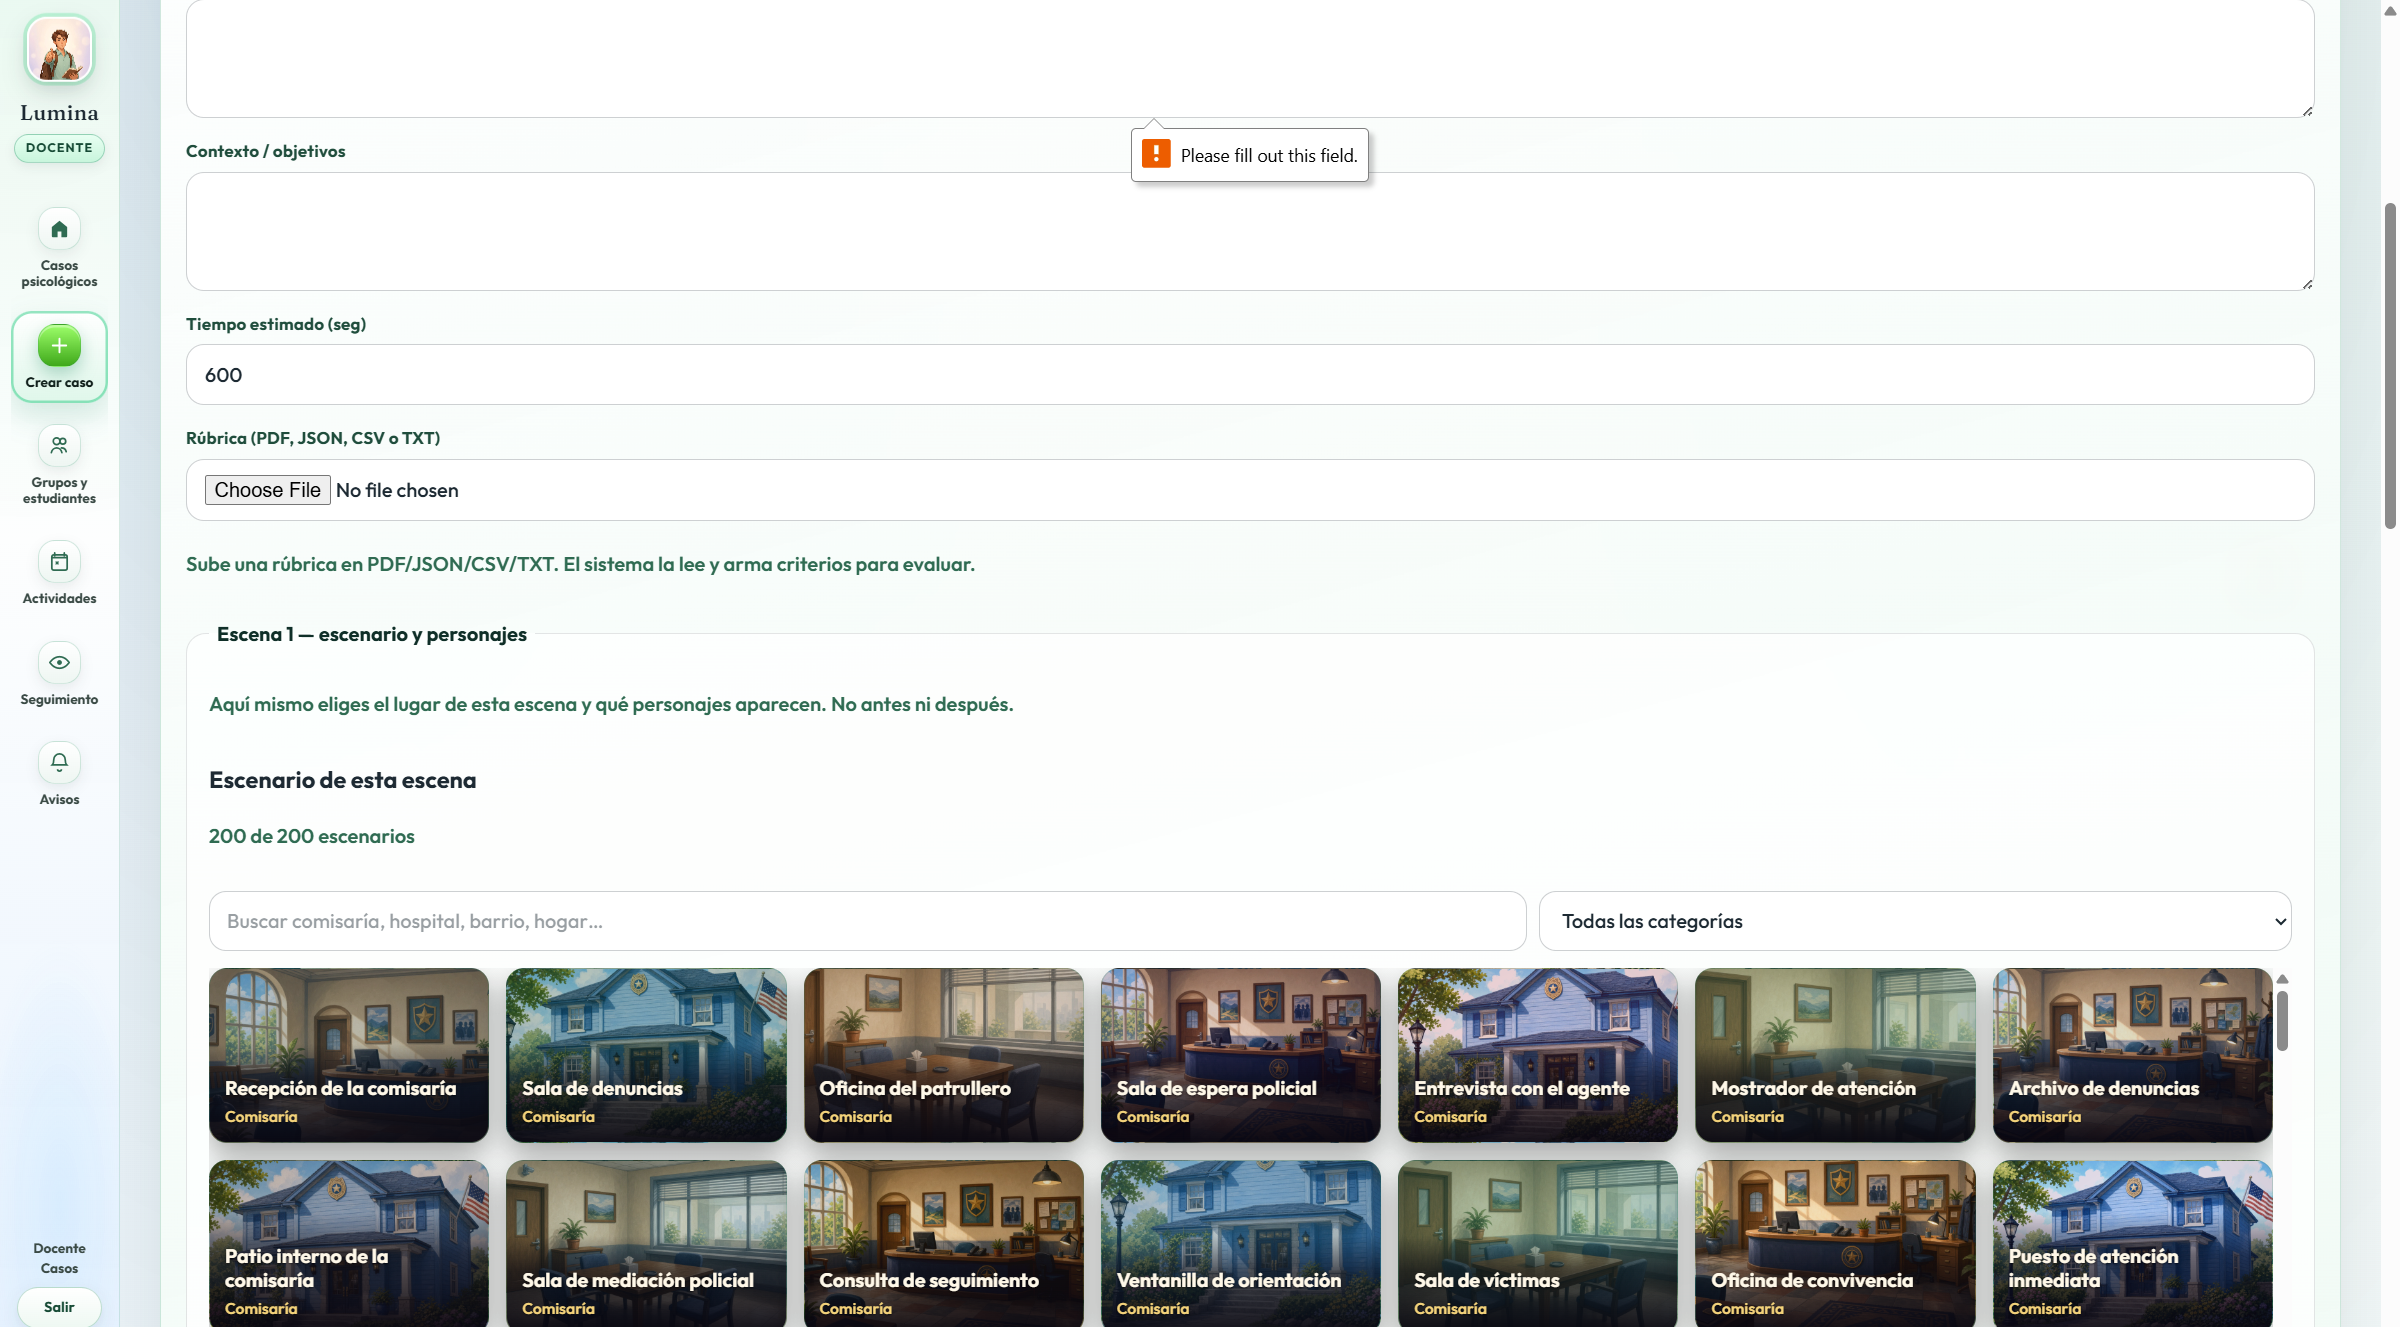 Lumina
DOCENTE
Casos
psicológicos
Crear caso
Grupos y
estudiantes
Actividades
Seguimiento
Avisos
Docente
Casos
Salir
Please fill out this field.
Contexto / objetivos
Tiempo estimado (seg)
600
Rúbrica (PDF, JSON, CSV o TXT)
Choose File No file chosen
Sube una rúbrica en PDF/JSON/CSV/TXT. El sistema la lee y arma criterios para evaluar.
Escena 1 — escenario y personajes
Aquí mismo eliges el lugar de esta escena y qué personajes aparecen. No antes ni después.
Escenario de esta escena
200 de 200 escenarios
Buscar comisaría, hospital, barrio, hogar...
Todas las categorías
Recepción de la comisaría
Comisaría
Sala de denuncias
Comisaría
Oficina del patrullero
Comisaría
Sala de espera policial
Comisaría
Entrevista con el agente
Comisaría
Mostrador de atención
Comisaría
Archivo de denuncias
Comisaría
Patio interno de la
comisaría
Comisaría
Sala de mediación policial
Comisaría
Consulta de seguimiento
Comisaría
Ventanilla de orientación
Comisaría
Sala de víctimas
Comisaría
Oficina de convivencia
Comisaría
Puesto de atención
inmediata
Comisaría